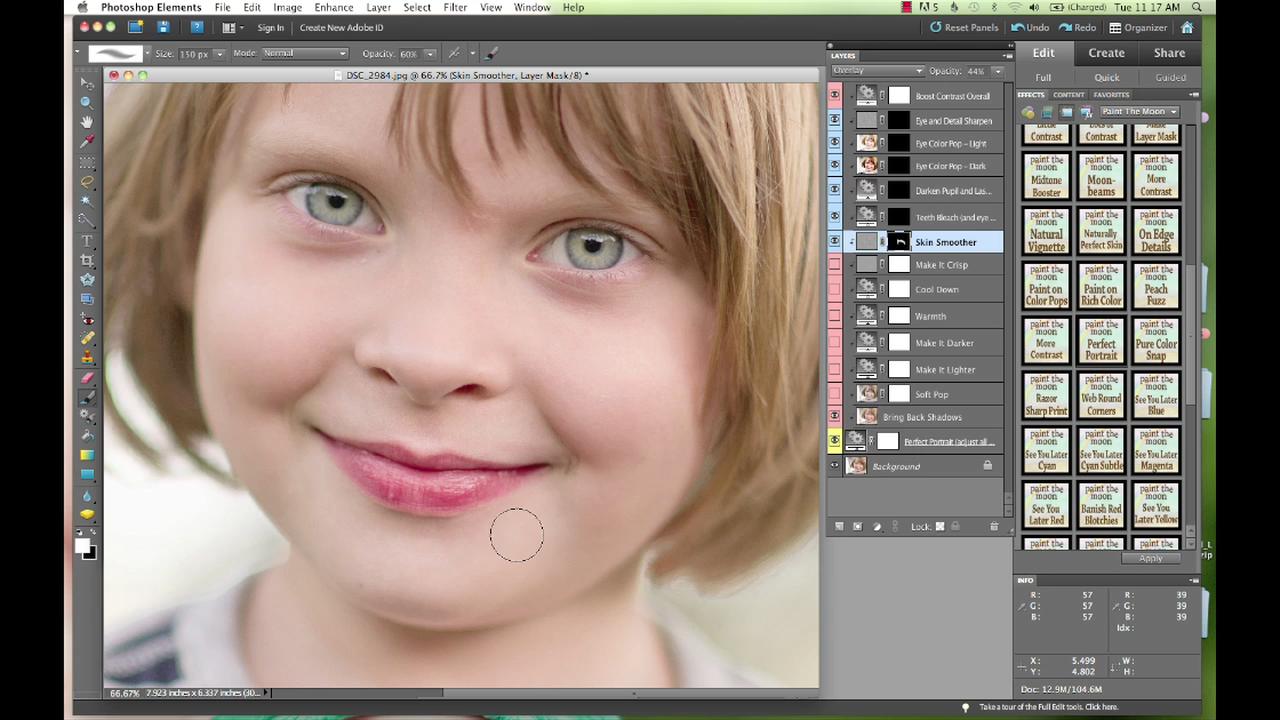 Photoshop Elements File Edit Image Enhance Layer Select Filter View Window Help
5 (Charged) Tue 11 17 AM
Sign In Create New Adobe ID
Reset Panels Undo Redo Organizer
Size: 150 px Mode: Normal Opacity: 60%
DSC_2984.jpg @ 66.7% (Skin Smoother, Layer Mask/8) *
LAYERS
Overlay Opacity: 44%
Boost Contrast Overall
Eye and Detail Sharpen
Eye Color Pop - Light
Eye Color Pop - Dark
Darken Pupil and Las...
Teeth Bleach (and eye ...
Skin Smoother
Make It Crisp
Cool Down
Warmth
Make It Darker
Make It Lighter
Soft Pop
Bring Back Shadows
Perfect Portrait (adjust all ...
Background
Lock:
Edit Create Share
Full Quick Guided
EFFECTS CONTENT FAVORITES
Paint The Moon
Contrast Contrast Layer Mask
paint the moon Midtone Booster
paint the moon Moon-beams
paint the moon More Contrast
paint the moon Natural Vignette
paint the moon Naturally Perfect Skin
paint the moon On Edge Details
paint the moon Paint on Color Pops
paint the moon Paint on Rich Color
paint the moon Peach Fuzz
paint the moon More Contrast
paint the moon Perfect Portrait
paint the moon Pure Color Snap
paint the moon Razor Sharp Print
paint the moon Web Round Corners
paint the moon See You Later Blue
paint the moon See You Later Cyan
paint the moon See You Later Cyan Subtle
paint the moon See You Later Magenta
paint the moon See You Later Red
paint the moon Banish Red Blotchies
paint the moon See You Later Yellow
Apply
INFO
R: 57 R: 39
G: 57 G: 39
B: 57 B: 39
Idx:
X: 5.499 W:
Y: 4.802 H:
Doc: 12.9M/104.6M
66.67% 7.923 inches x 6.337 inches (30...
Take a tour of the Full Edit tools. Click here.